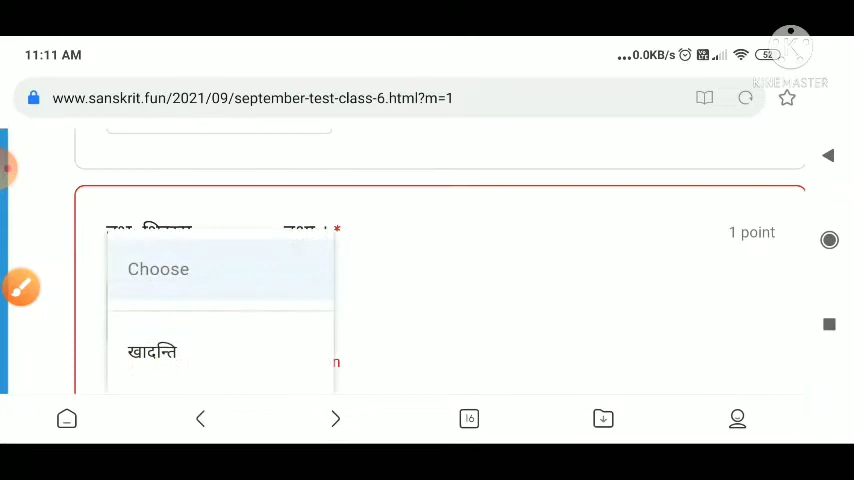 11:11 AM
...0.0KB/s
52
KINEMASTER
www.sanskrit.fun/2021/09/september-test-class-6.html?m=1
*
1 point
Choose
खादन्ति
n
16